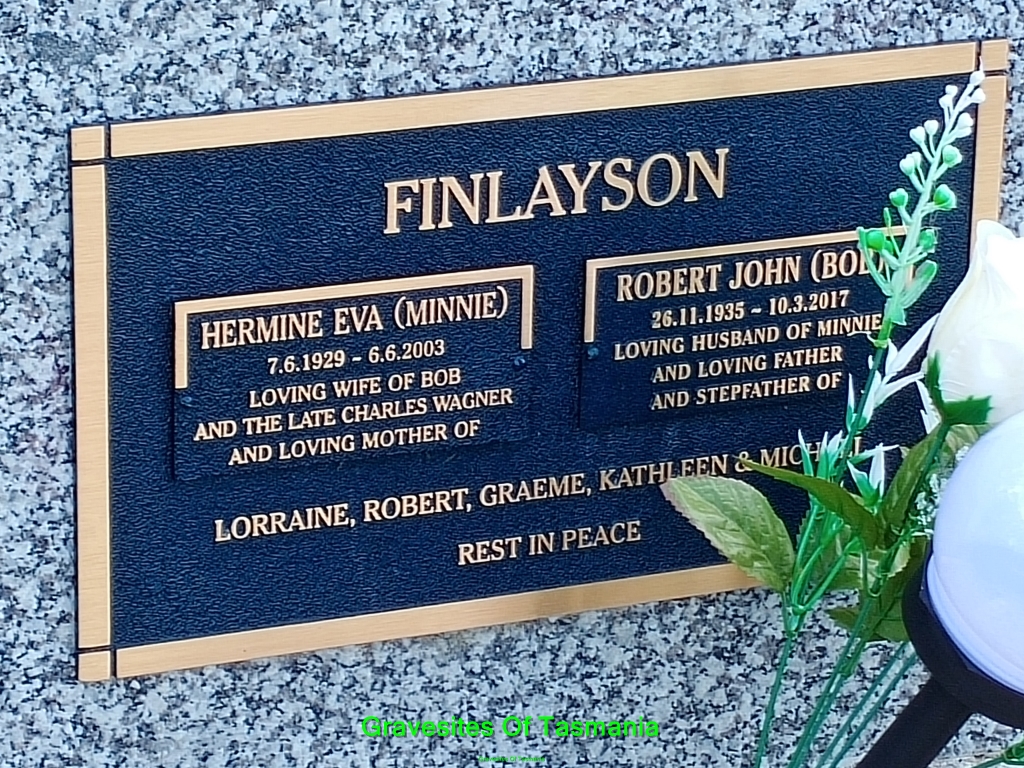 FINLAYSON
HERMINE EVA (MINNIE)
7.6.1929 ~ 6.6.2003
LOVING WIFE OF BOB
AND THE LATE CHARLES WAGNER
AND LOVING MOTHER OF
ROBERT JOHN (BOB)
26.11.1935 ~ 10.3.2017
LOVING HUSBAND OF MINNIE
AND LOVING FATHER
AND STEPFATHER OF
LORRAINE, ROBERT, GRAEME, KATHLEEN &
REST IN PEACE
Gravesites Of Tasmania